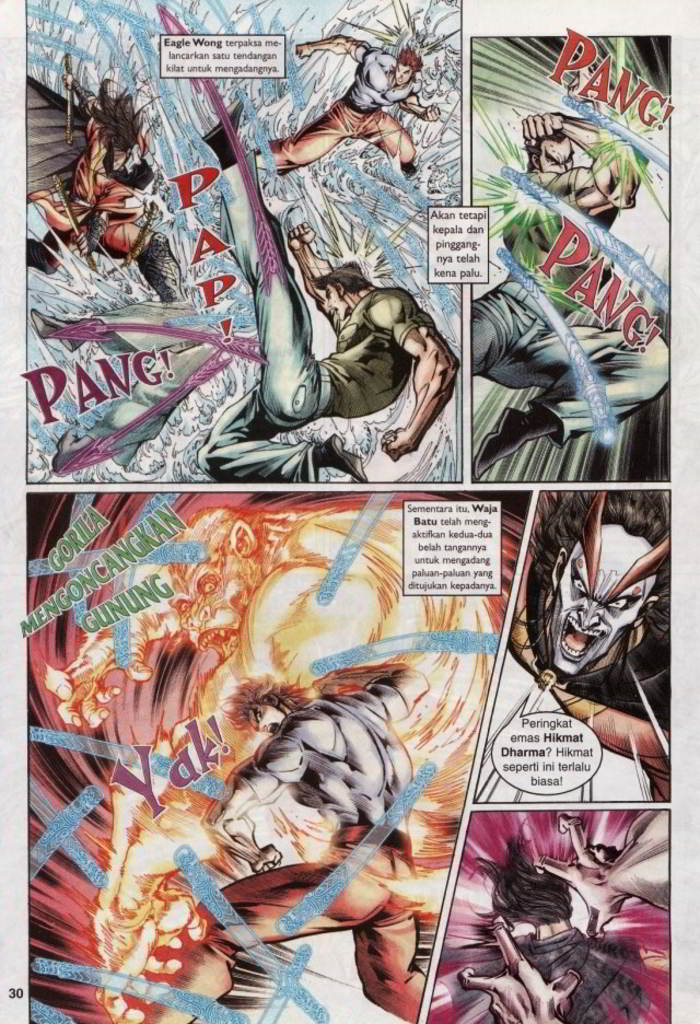 Eagle Wong terpaksa me-
lancarkan satu tendangan
kilat untuk mengadangnya.
PAP!
PANG!
Akan tetapi
kepala dan
pinggang-
nya telah
kena palu.
PANG!
PANG!
GORILA
MENGONCANGKAN
GUNUNG
Sementara itu, Waja
Batu telah meng-
aktifkan kedua-dua
belah tangannya
untuk mengadang
paluan-paluan yang
ditujukan kepadanya.
Yak!
Peringkat
emas Hikmat
Dharma? Hikmat
seperti ini terlalu
biasa!
30